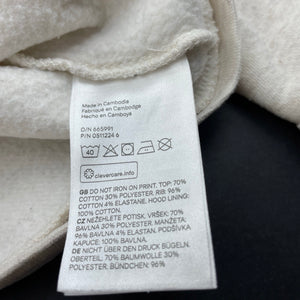 Made in Cambodia
Fabriqué en Cambodge
Hecho en Camboya
O/N 665991
P/N 0511224 6
40
clevercare.info
GB DO NOT IRON ON PRINT. TOP: 70%
COTTON 30% POLYESTER. RIB: 96%
COTTON 4% ELASTANE. HOOD LINING:
100% COTTON.
CZ NEŽEHLETE POTISK. VRŠEK: 70%
BAVLNA 30% POLYESTER. MANŽETA:
96% BAVLNA 4% ELASTAN. PODŠÍVKA
KAPUCE: 100% BAVLNA.
DE NICHT ÜBER DEN DRUCK BÜGELN.
OBERTEIL: 70% BAUMWOLLE 30%
POLYESTER. BÜNDCHEN: 96%